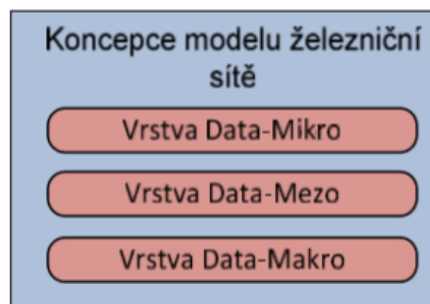 Koncepce modelu železniční
sítě
Vrstva Data-Mikro
Vrstva Data-Mezo
Vrstva Data-Makro